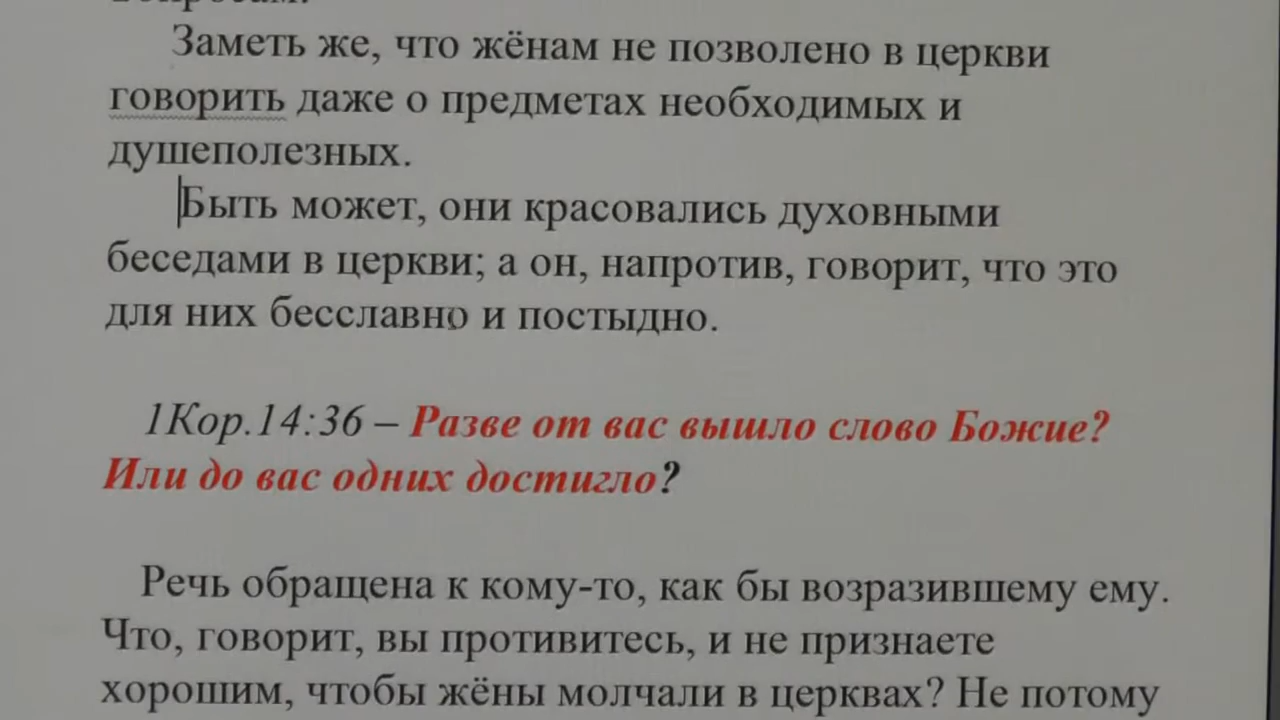 Заметь же, что жёнам не позволено в церкви
говорить даже о предметах необходимых и
душеполезных.
Быть может, они красовались духовными
беседами в церкви; а он, напротив, говорит, что это
для них бесславно и постыдно.
1Кор.14:36 – Разве от вас вышло слово Божие?
Или до вас одних достигло?
Речь обращена к кому-то, как бы возразившему ему.
Что, говорит, вы противитесь, и не признаете
хорошим, чтобы жёны молчали в церквах? Не потому